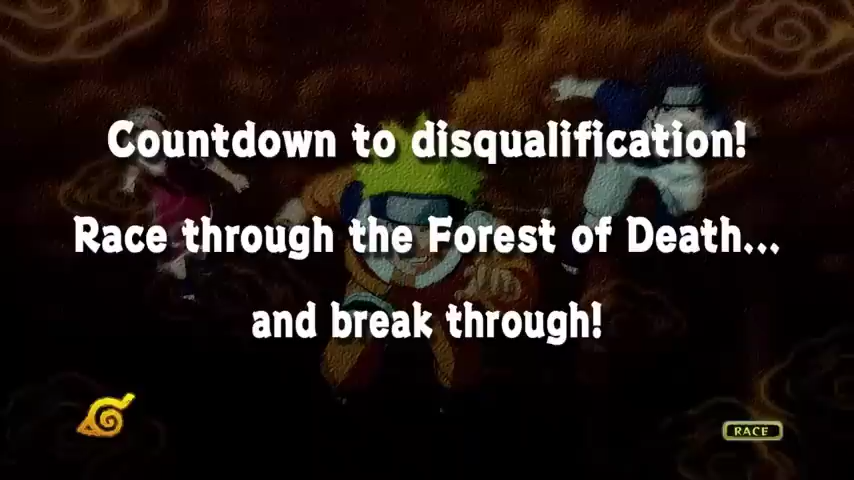 Countdown to disqualification!
Race through the Forest of Death...
and break through!
RACE